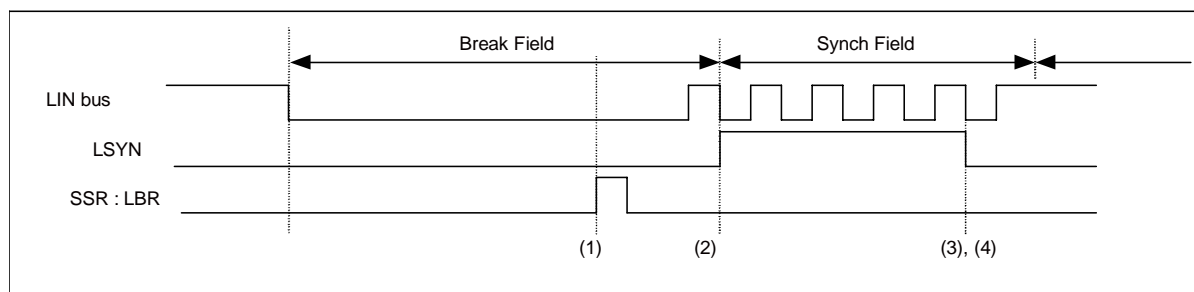 Break Field
Synch Field
LIN bus
LSYN
SSR : LBR
(1)
(2)
(3), (4)